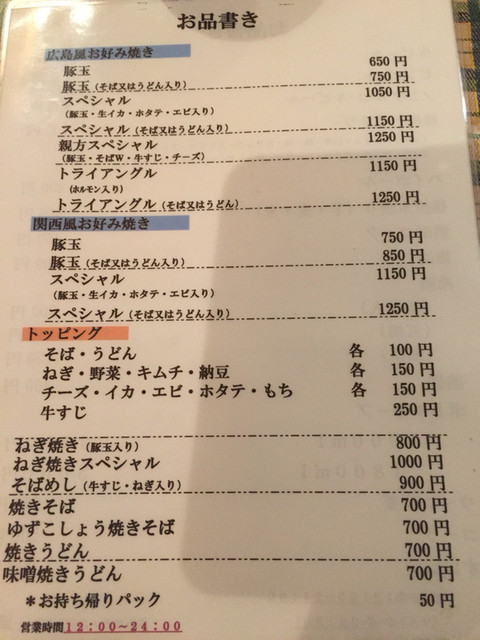 お品書き
広島風お好み焼き
豚玉 650円
豚玉(そば又はうどん入り) 750円
スペシャル 1050円
(豚玉・生イカ・ホタテ・エビ入り)
スペシャル(そば又はうどん入り) 1150円
親方スペシャル 1250円
(豚玉・そばW・牛すじ・チーズ)
トライアングル 1150円
(ホルモン入り)
トライアングル(そば又はうどん) 1250円
関西風お好み焼き
豚玉 750円
豚玉(そば又はうどん入り) 850円
スペシャル 1150円
(豚玉・生イカ・ホタテ・エビ入り)
スペシャル(そば又はうどん入り) 1250円
トッピング
そば・うどん 各 100円
ねぎ・野菜・キムチ・納豆 各 150円
チーズ・イカ・エビ・ホタテ・もち 各 150円
牛すじ 250円
ねぎ焼き(豚玉入り) 800円
ねぎ焼きスペシャル 1000円
そばめし(牛すじ・ねぎ入り) 900円
焼きそば 700円
ゆずこしょう焼きそば 700円
焼きうどん 700円
味噌焼きうどん 700円
*お持ち帰りパック 50円
営業時間12:00~24:00